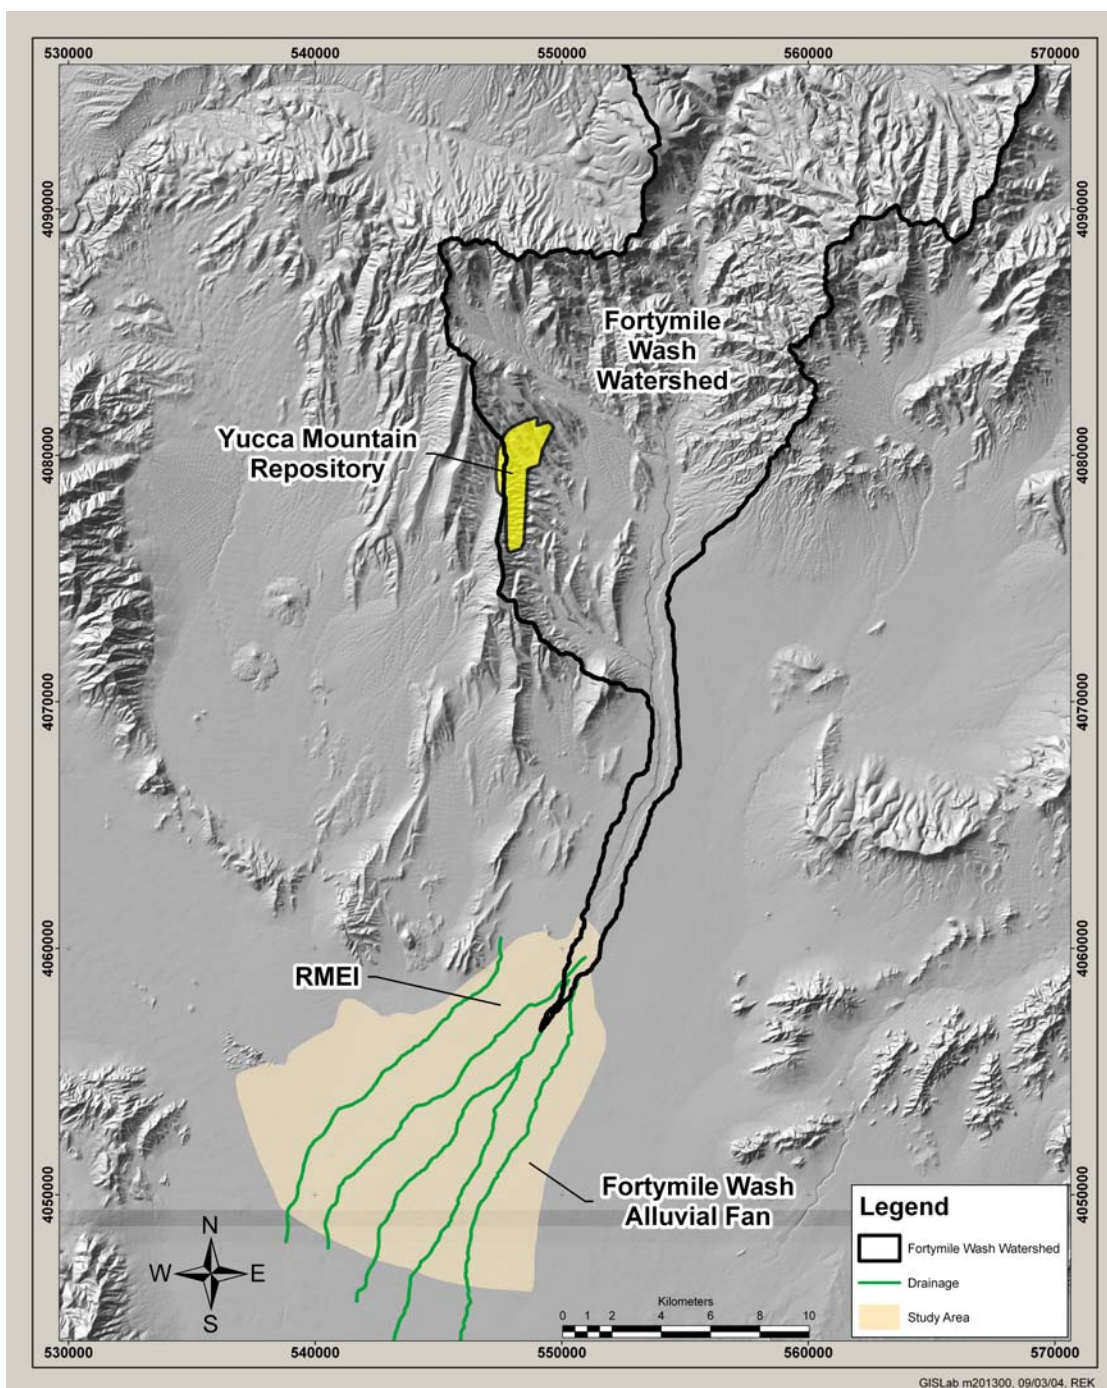 530000 540000 550000 560000 570000
4090000 4090000
Fortymile
Wash
Watershed
Yucca Mountain
Repository
4080000 4080000
4070000 4070000
4060000 4060000
RMEI
Fortymile Wash
Alluvial Fan
4050000 4050000
N
W E
S
Kilometers
0 1 2 4 6 8 10
Legend
Fortymile Wash Watershed
Drainage
Study Area
530000 540000 550000 560000 570000
GISLab m201300, 09/03/04, REK